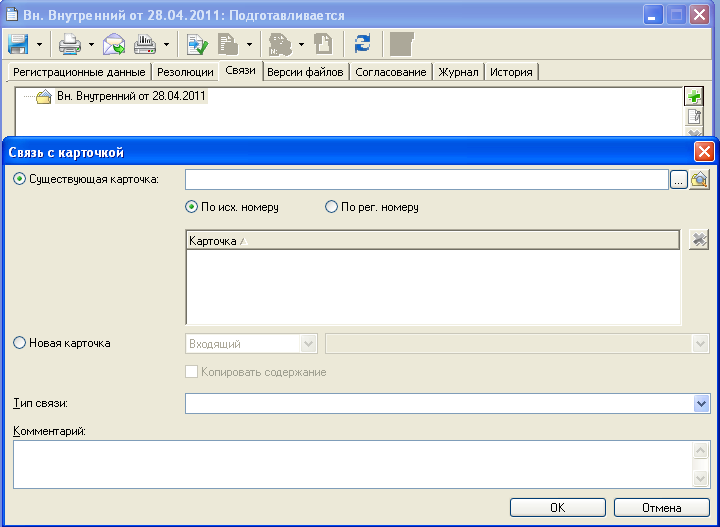 Вн. Внутренний от 28.04.2011: Подготавливается
Регистрационные данные Резолюции Связи Версии файлов Согласование Журнал История
Вн. Внутренний от 28.04.2011
Связь с карточкой
Существующая карточка: ...
По исх. номеру По рег. номеру
Карточка
Новая карточка Входящий
Копировать содержание
Тип связи:
Комментарий:
OK Отмена